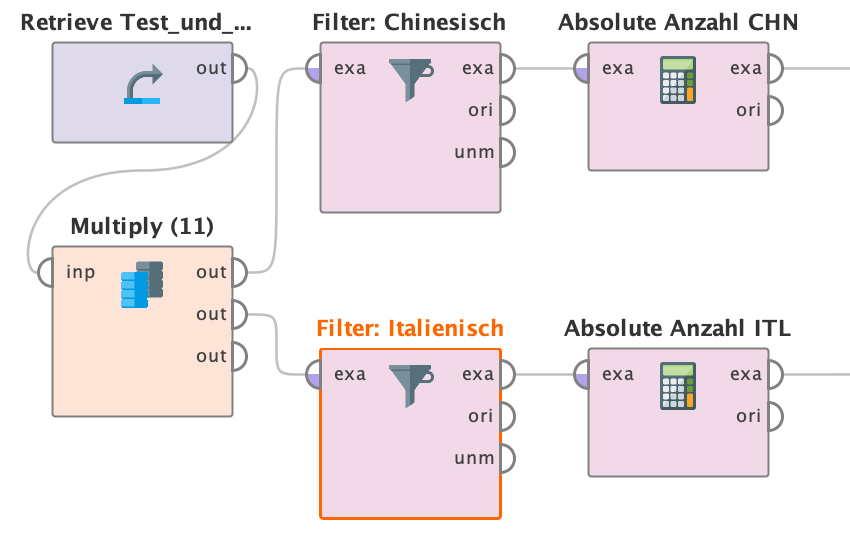 Retrieve Test_und_...
out
Filter: Chinesisch
exa
exa
ori
unm
Absolute Anzahl CHN
exa
exa
ori
Multiply (11)
inp
out
out
out
Filter: Italienisch
exa
exa
ori
unm
Absolute Anzahl ITL
exa
exa
ori